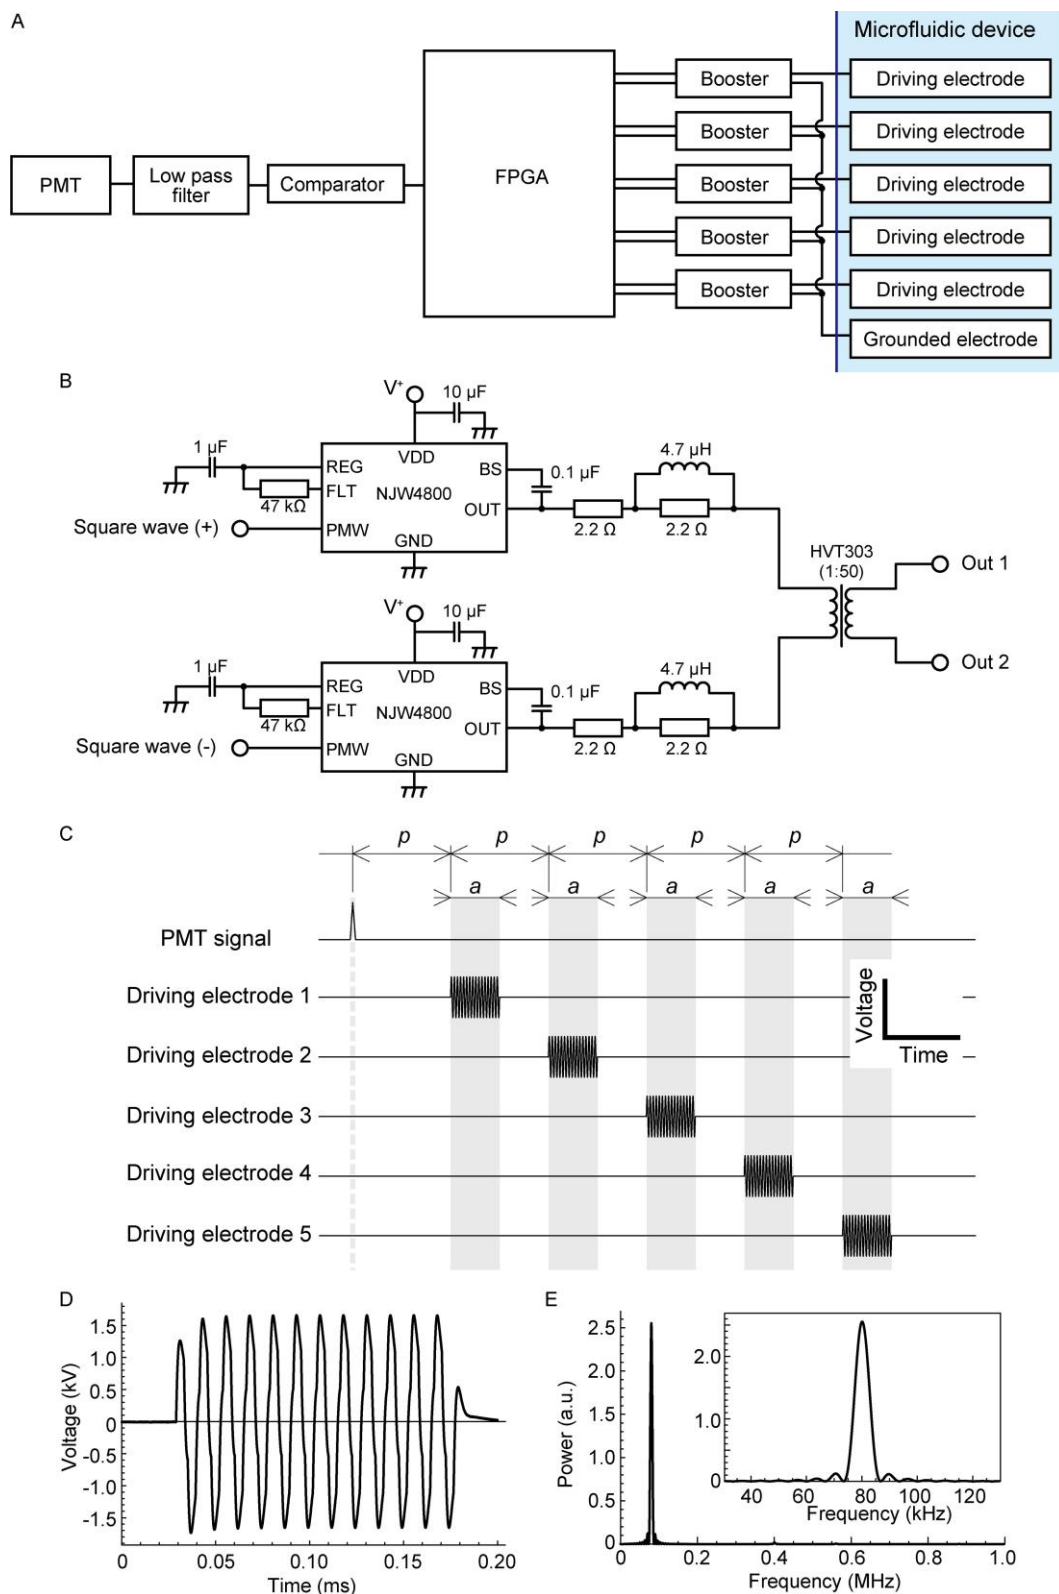 A
Microfluidic device
PMT
Low pass
filter
Comparator
FPGA
Booster
Driving electrode
Booster
Driving electrode
Booster
Driving electrode
Booster
Driving electrode
Booster
Driving electrode
Grounded electrode
B
V+
10 µF
1 µF
REG
VDD
BS
0.1 µF
4.7 µH
47 kΩ
FLT
NJW4800
OUT
2.2 Ω
2.2 Ω
Square wave (+)
PMW
GND
HVT303
(1:50)
Out 1
V+
10 µF
1 µF
REG
VDD
BS
0.1 µF
4.7 µH
Out 2
47 kΩ
FLT
NJW4800
OUT
2.2 Ω
2.2 Ω
Square wave (-)
PMW
GND
C
p p p p p
a a a a a
PMT signal
Driving electrode 1
Driving electrode 2
Driving electrode 3
Driving electrode 4
Driving electrode 5
Voltage
Time
D
Voltage (kV)
1.5
1.0
0.5
0
-0.5
-1.0
-1.5
0 0.05 0.10 0.15 0.20
Time (ms)
E
Power (a.u.)
2.5
2.0
1.5
1.0
0.5
0
0 0.2 0.4 0.6 0.8 1.0
Frequency (MHz)
2.0
1.0
0
40 60 80 100 120
Frequency (kHz)